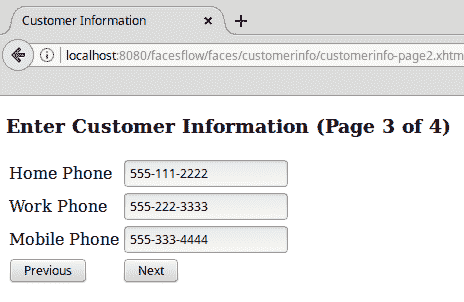 Customer Information
localhost:8080/facesflow/faces/customerinfo/customerinfo-page2.xhtm
Enter Customer Information (Page 3 of 4)
Home Phone 555-111-2222
Work Phone 555-222-3333
Mobile Phone 555-333-4444
Previous Next